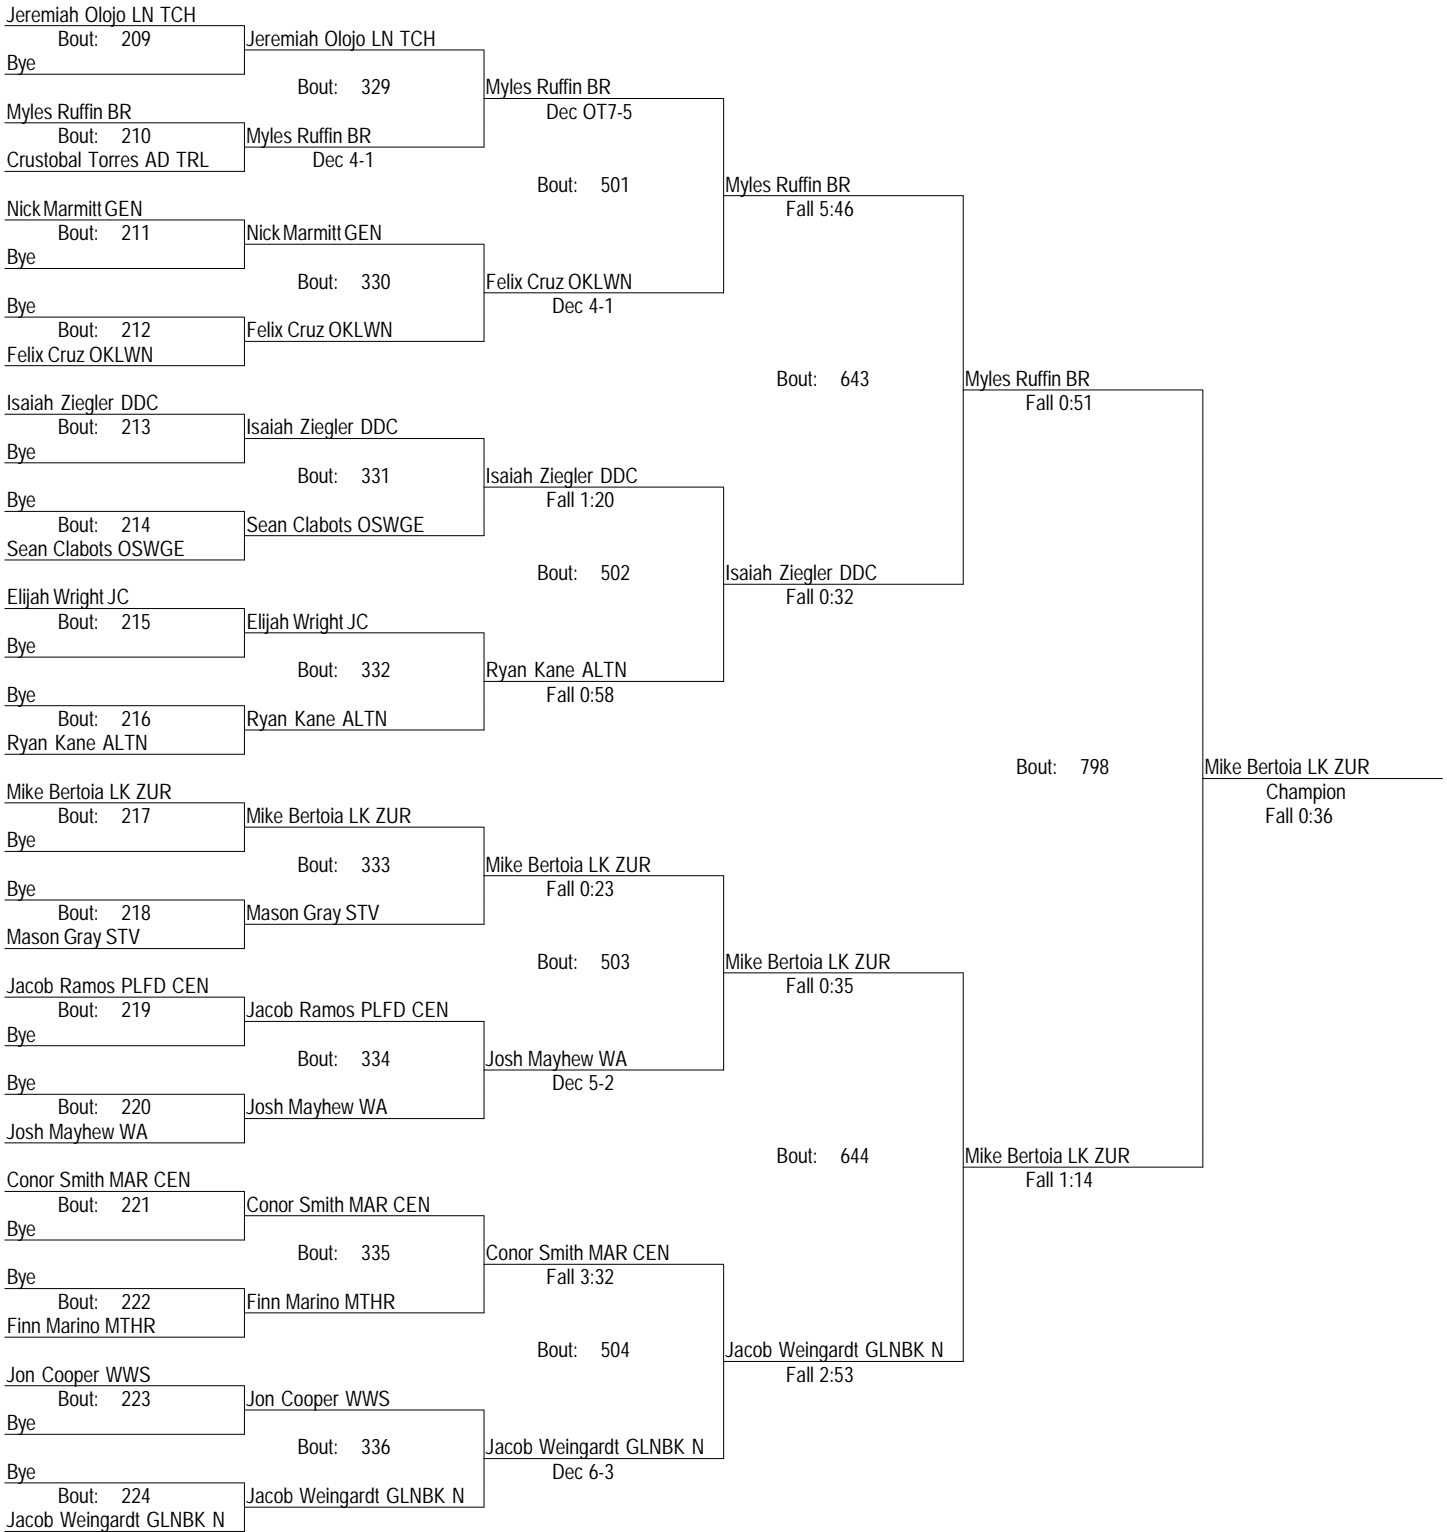 Jeremiah Olojo LN TCH
Bout: 209
Bye
Myles Ruffin BR
Bout: 210
Crustobal Torres AD TRL
Nick Marmitt GEN
Bout: 211
Bye
Bye
Bout: 212
Felix Cruz OKLWN
Isaiah Ziegler DDC
Bout: 213
Bye
Bye
Bout: 214
Sean Clabots OSWGE
Elijah Wright JC
Bout: 215
Bye
Bye
Bout: 216
Ryan Kane ALTN
Mike Bertoia LK ZUR
Bout: 217
Bye
Bye
Bout: 218
Mason Gray STV
Jacob Ramos PLFD CEN
Bout: 219
Bye
Bye
Bout: 220
Josh Mayhew WA
Conor Smith MAR CEN
Bout: 221
Bye
Bye
Bout: 222
Finn Marino MTHR
Jon Cooper WWS
Bout: 223
Bye
Bye
Bout: 224
Jacob Weingardt GLNBK N
Jeremiah Olojo LN TCH
Bout: 329
Myles Ruffin BR
Dec 4-1
Nick Marmitt GEN
Bout: 330
Felix Cruz OKLWN
Isaiah Ziegler DDC
Bout: 331
Sean Clabots OSWGE
Elijah Wright JC
Bout: 332
Ryan Kane ALTN
Mike Bertoia LK ZUR
Bout: 333
Mason Gray STV
Jacob Ramos PLFD CEN
Bout: 334
Josh Mayhew WA
Conor Smith MAR CEN
Bout: 335
Finn Marino MTHR
Jon Cooper WWS
Bout: 336
Jacob Weingardt GLNBK N
Myles Ruffin BR
Dec OT7-5
Bout: 501
Felix Cruz OKLWN
Dec 4-1
Isaiah Ziegler DDC
Fall 1:20
Bout: 502
Ryan Kane ALTN
Fall 0:58
Mike Bertoia LK ZUR
Fall 0:23
Bout: 503
Josh Mayhew WA
Dec 5-2
Conor Smith MAR CEN
Fall 3:32
Bout: 504
Jacob Weingardt GLNBK N
Dec 6-3
Myles Ruffin BR
Fall 5:46
Bout: 643
Isaiah Ziegler DDC
Fall 0:32
Mike Bertoia LK ZUR
Fall 0:35
Bout: 644
Jacob Weingardt GLNBK N
Fall 2:53
Myles Ruffin BR
Fall 0:51
Bout: 798
Mike Bertoia LK ZUR
Fall 1:14
Mike Bertoia LK ZUR
Champion
Fall 0:36